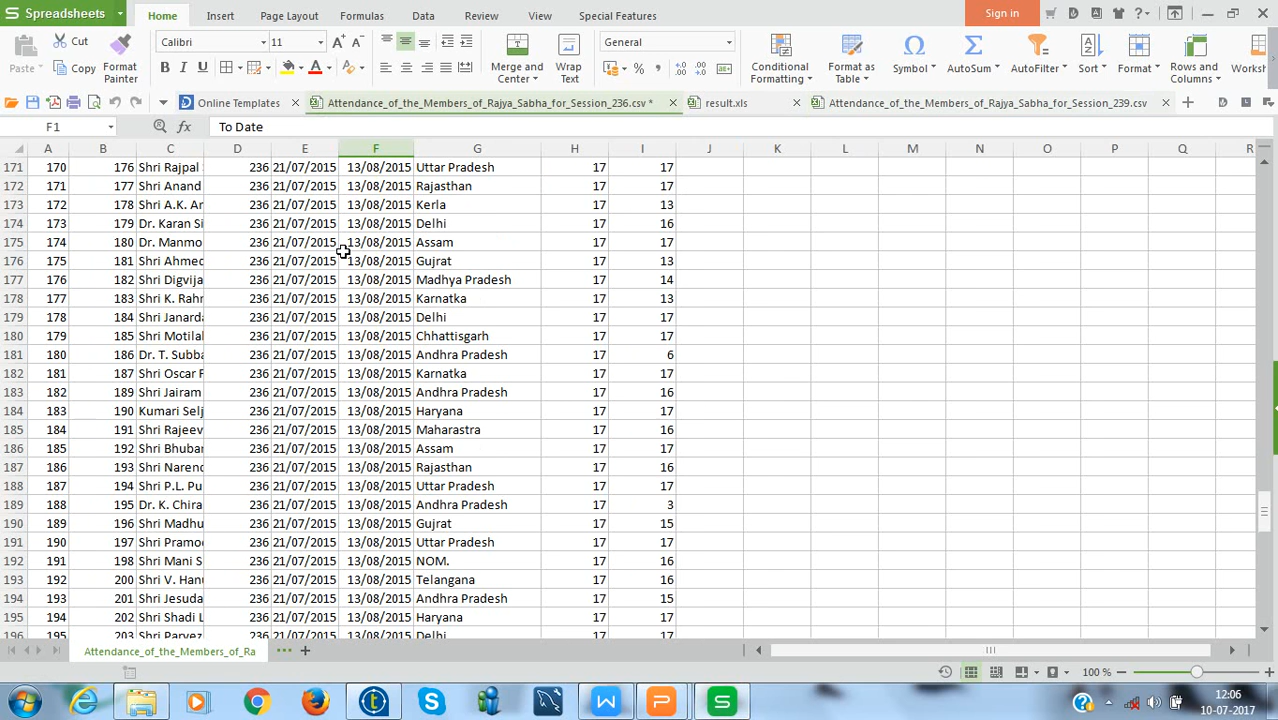 Spreadsheets Home Insert Page Layout Formulas Data Review View Special Features Sign in
Paste Cut Copy Format Painter Calibri 11 B I U Merge and Center Wrap Text General Conditional Formatting Format as Table Symbol AutoSum AutoFilter Sort Format Rows and Columns Worksh
Online Templates Attendance_of_the_Members_of_Rajya_Sabha_for_Session_236.csv * result.xls Attendance_of_the_Members_of_Rajya_Sabha_for_Session_239.csv
F1 fx To Date
A B C D E F G H I J K L M N O P Q R
171 170 176 Shri Rajpal 236 21/07/2015 13/08/2015 Uttar Pradesh 17 17
172 171 177 Shri Anand 236 21/07/2015 13/08/2015 Rajasthan 17 17
173 172 178 Shri A.K. Ar 236 21/07/2015 13/08/2015 Kerla 17 13
174 173 179 Dr. Karan Si 236 21/07/2015 13/08/2015 Delhi 17 16
175 174 180 Dr. Manmo 236 21/07/2015 13/08/2015 Assam 17 17
176 175 181 Shri Ahmed 236 21/07/2015 13/08/2015 Gujrat 17 13
177 176 182 Shri Digvija 236 21/07/2015 13/08/2015 Madhya Pradesh 17 14
178 177 183 Shri K. Rahr 236 21/07/2015 13/08/2015 Karnatka 17 13
179 178 184 Shri Janarda 236 21/07/2015 13/08/2015 Delhi 17 17
180 179 185 Shri Motilal 236 21/07/2015 13/08/2015 Chhattisgarh 17 17
181 180 186 Dr. T. Subba 236 21/07/2015 13/08/2015 Andhra Pradesh 17 6
182 181 187 Shri Oscar F 236 21/07/2015 13/08/2015 Karnatka 17 17
183 182 189 Shri Jairam 236 21/07/2015 13/08/2015 Andhra Pradesh 17 16
184 183 190 Kumari Selj 236 21/07/2015 13/08/2015 Haryana 17 17
185 184 191 Shri Rajeev 236 21/07/2015 13/08/2015 Maharastra 17 16
186 185 192 Shri Bhubar 236 21/07/2015 13/08/2015 Assam 17 17
187 186 193 Shri Narend 236 21/07/2015 13/08/2015 Rajasthan 17 16
188 187 194 Shri P.L. Pu 236 21/07/2015 13/08/2015 Uttar Pradesh 17 17
189 188 195 Dr. K. Chira 236 21/07/2015 13/08/2015 Andhra Pradesh 17 3
190 189 196 Shri Madhu 236 21/07/2015 13/08/2015 Gujrat 17 15
191 190 197 Shri Pramod 236 21/07/2015 13/08/2015 Uttar Pradesh 17 17
192 191 198 Shri Mani S 236 21/07/2015 13/08/2015 NOM. 17 16
193 192 200 Shri V. Hanu 236 21/07/2015 13/08/2015 Telangana 17 16
194 193 201 Shri Jesuda 236 21/07/2015 13/08/2015 Andhra Pradesh 17 15
195 194 202 Shri Shadi L 236 21/07/2015 13/08/2015 Haryana 17 17
196 195 203 Shri Parvez 236 21/07/2015 13/08/2015 Delhi 17 17
Attendance_of_the_Members_of_Ra
100 %
12:06
10-07-2017